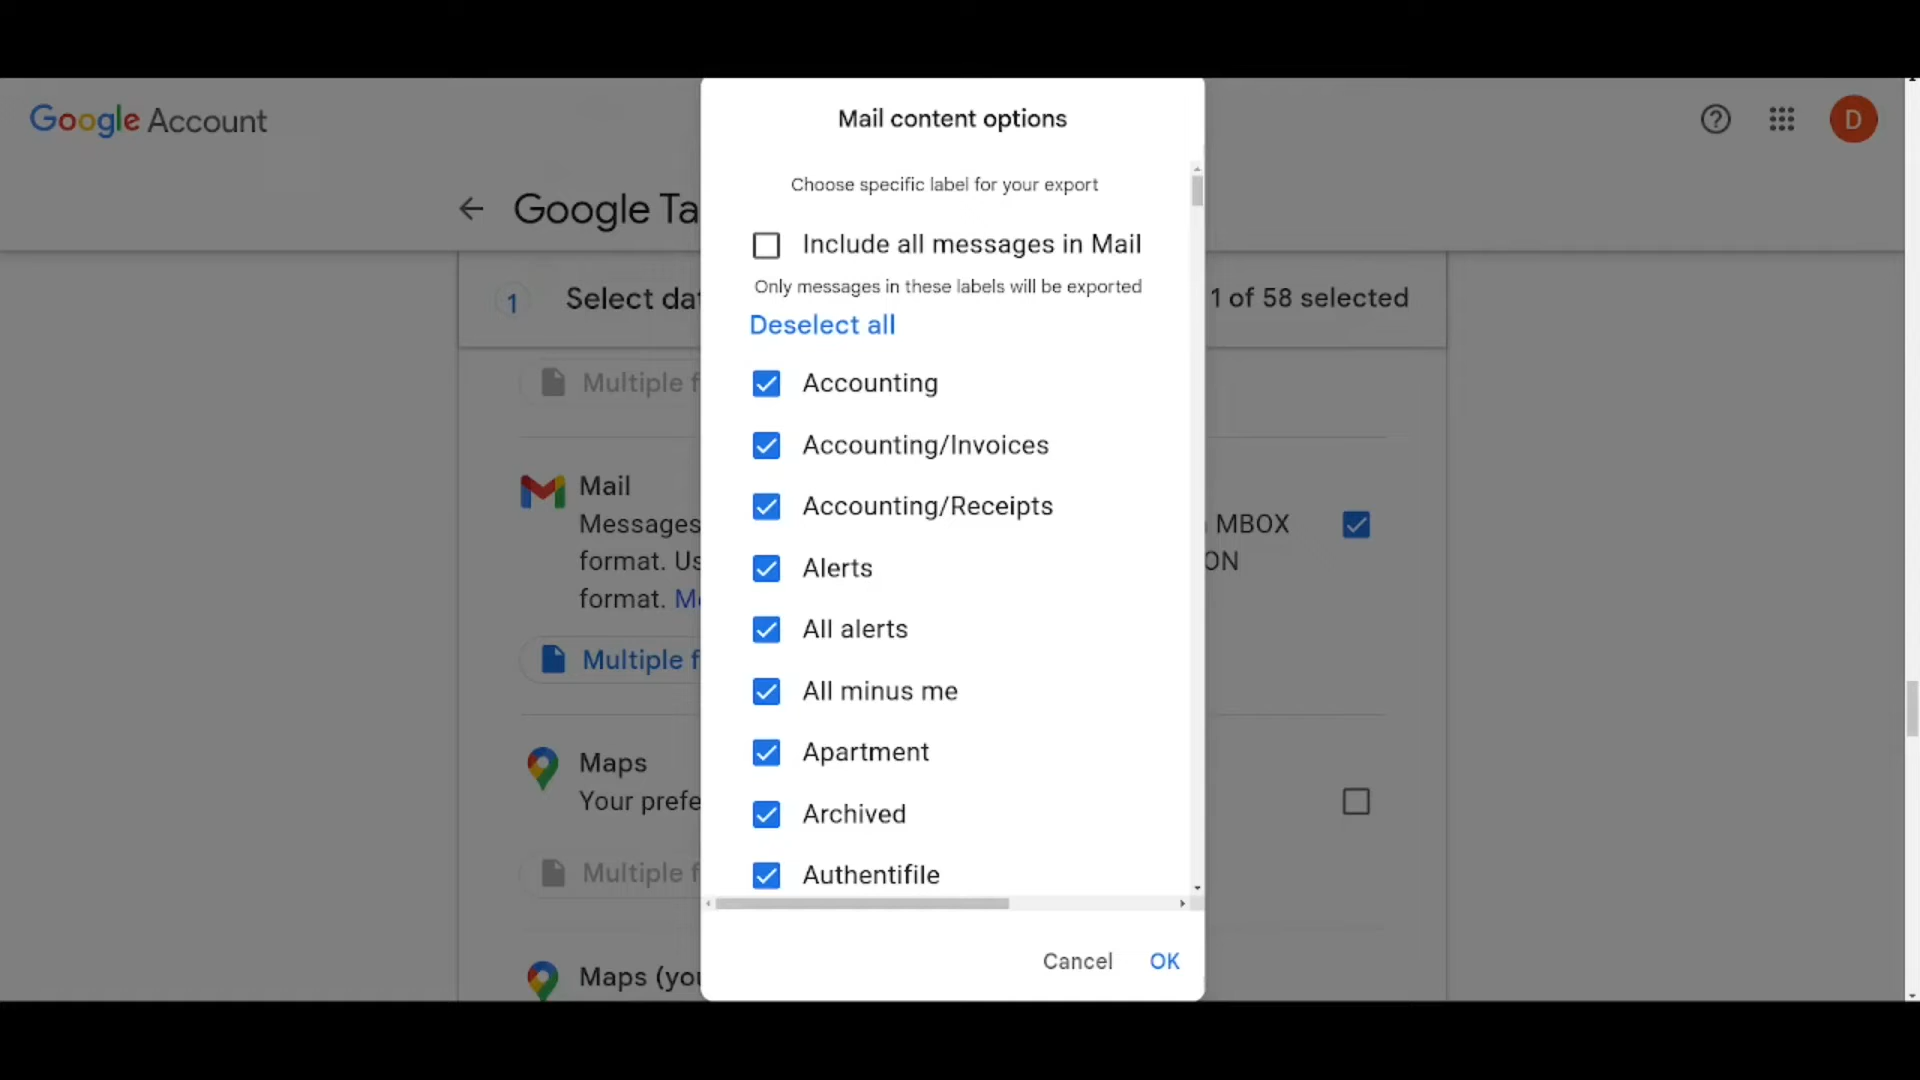 Google Account
D
Google Ta
1
Select dat
1 of 58 selected
Multiple f
Mail
Messages
MBOX
format. Us
ON
format. Mo
Multiple f
Maps
Your prefe
Multiple f
Maps (you
Mail content options
Choose specific label for your export
Include all messages in Mail
Only messages in these labels will be exported
Deselect all
Accounting
Accounting/Invoices
Accounting/Receipts
Alerts
All alerts
All minus me
Apartment
Archived
Authentifile
Cancel
OK